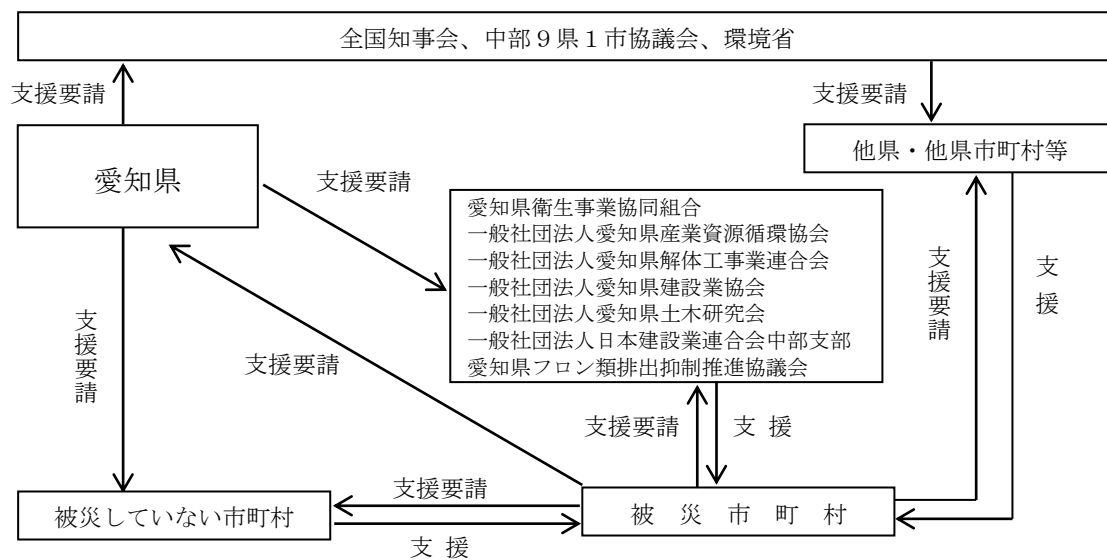 全国知事会、中部９県１市協議会、環境省
支援要請
支援要請
愛知県
他県・他県市町村等
支援要請
愛知県衛生事業協同組合
一般社団法人愛知県産業資源循環協会
一般社団法人愛知県解体工事業連合会
一般社団法人愛知県建設業協会
一般社団法人愛知県土木研究会
一般社団法人日本建設業連合会中部支部
愛知県フロン類排出抑制推進協議会
支援要請
支援要請
支援要請
支 援
支援要請
支 援
支援要請
被災していない市町村
被 災 市 町 村
支 援